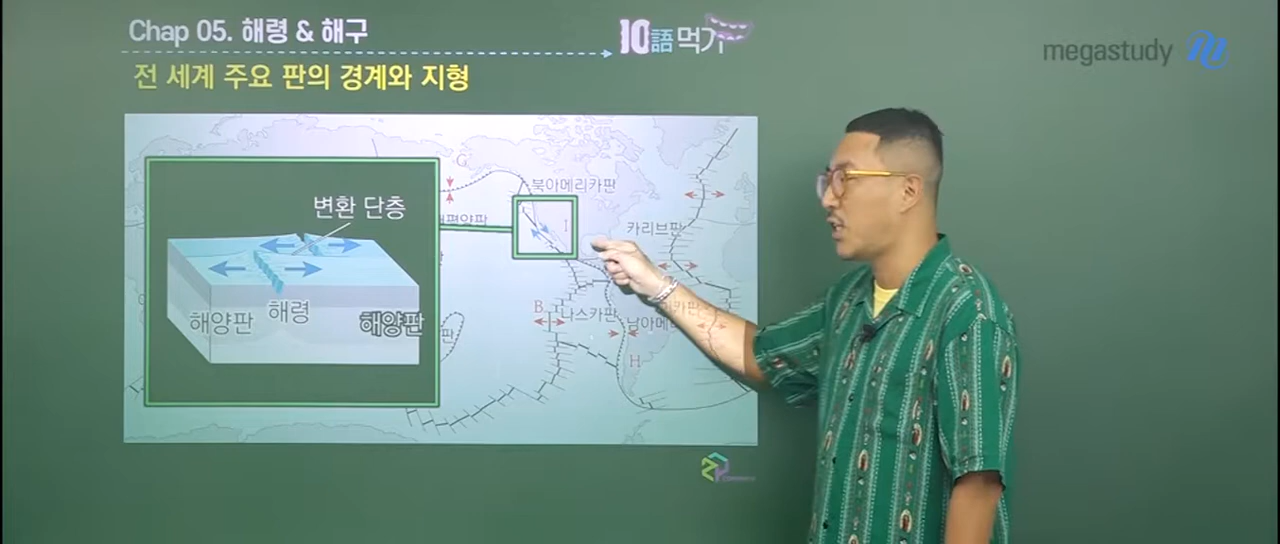 Chap 05. 해령 & 해구
10語먹기
megastudy
전 세계 주요 판의 경계와 지형
G
북아메리카판
변환 단층
I
카리브판
해령
해양판
해양판
B
나스카판
H
판